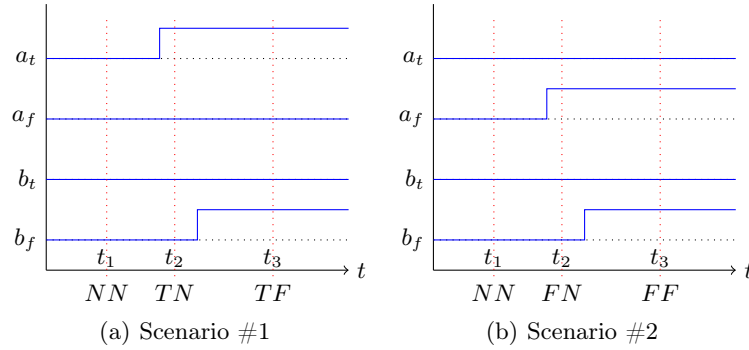 a_t
a_f
b_t
b_f
t_1 t_2 t_3
t
NN TN TF
(a) Scenario #1
a_t
a_f
b_t
b_f
t_1 t_2 t_3
t
NN FN FF
(b) Scenario #2